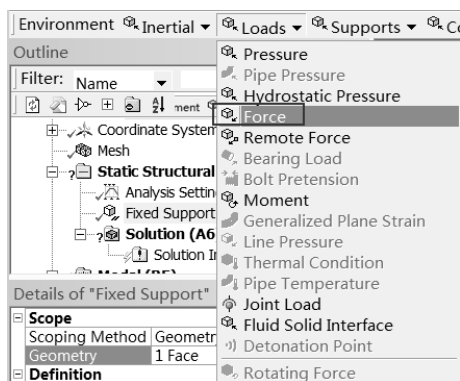 Environment Inertial Loads Supports
Outline
Filter: Name
Coordinate System
Mesh
Static Structural
Analysis Settin
Fixed Support
Solution (A6
Solution I
Details of "Fixed Support"
Scope
Scoping Method Geometr
Geometry 1 Face
Definition
Pressure
Pipe Pressure
Hydrostatic Pressure
Force
Remote Force
Bearing Load
Bolt Pretension
Moment
Generalized Plane Strain
Line Pressure
Thermal Condition
Pipe Temperature
Joint Load
Fluid Solid Interface
Detonation Point
Rotating Force